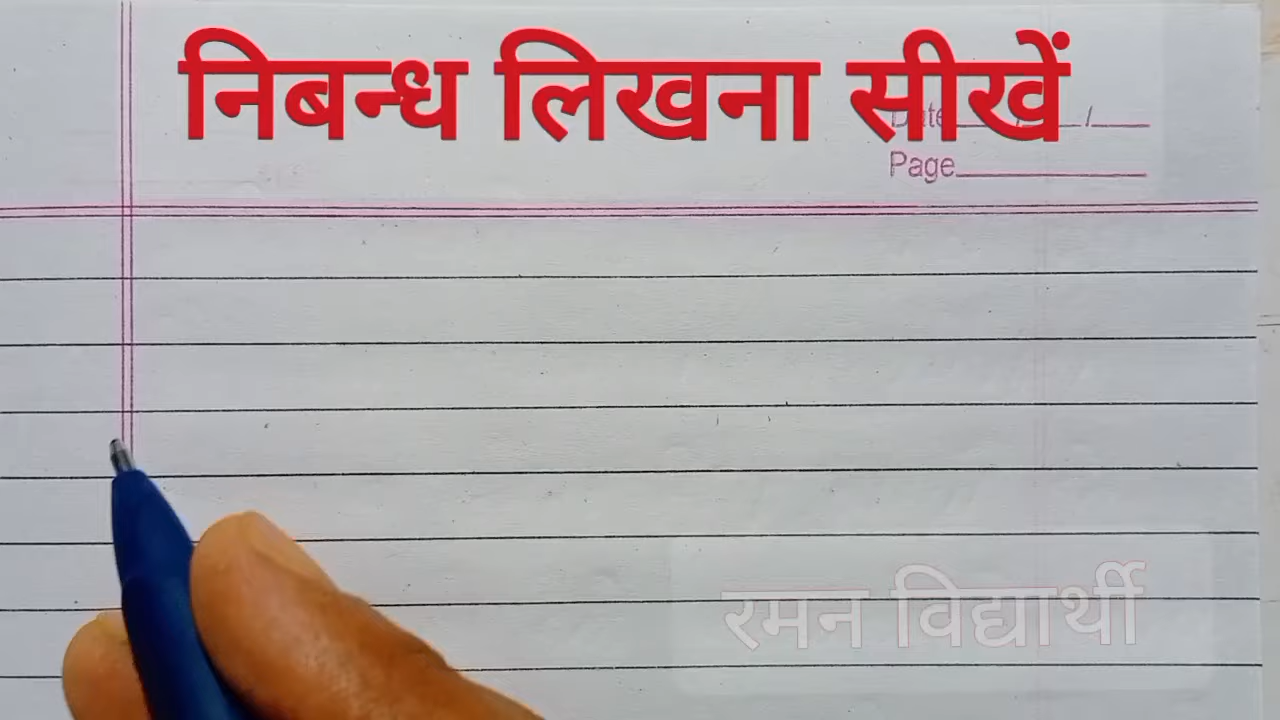 निबन्ध लिखना सीखें
Date / /
Page
रमन विद्यार्थी